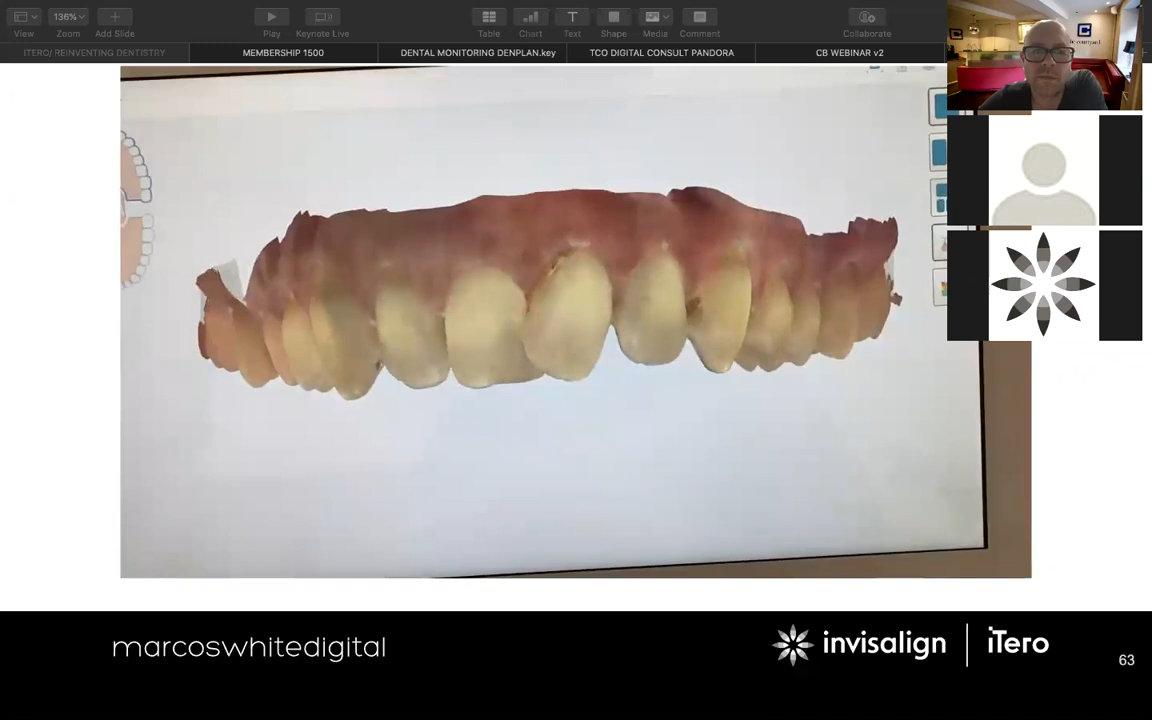 136%
View
Zoom
Add Slide
Play
Keynote Live
Table
Chart
Text
Shape
Media
Comment
Collaborate
T
ITERO/ REINVENTING DENTISTRY
MEMBERSHIP 1500
DENTAL MONITORING DENPLAN.key
TCO DIGITAL CONSULT PANDORA
CB WEBINAR v2
marcoswhitedigital
invisalign
iTero
63